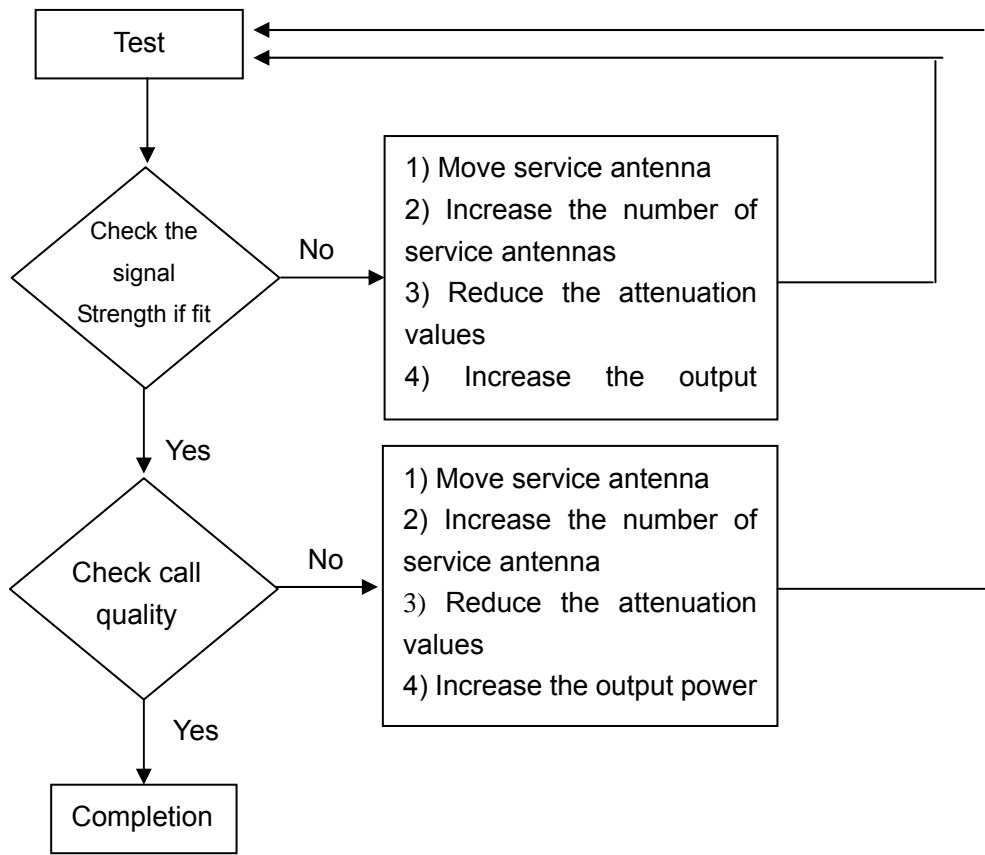 Test
Check the
signal
Strength if fit
No
1) Move service antenna
2) Increase the number of
service antennas
3) Reduce the attenuation
values
4) Increase the output
Yes
Check call
quality
No
1) Move service antenna
2) Increase the number of
service antenna
3) Reduce the attenuation
values
4) Increase the output power
Yes
Completion